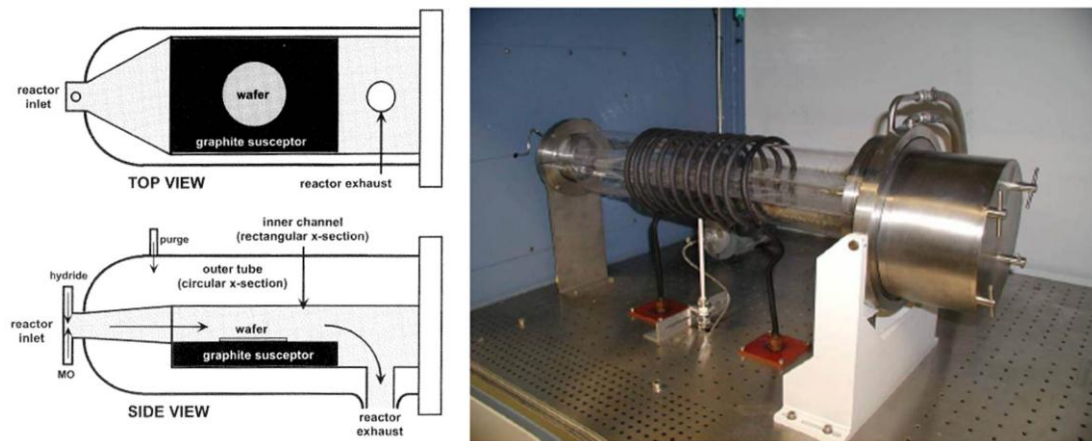 reactor
inlet
wafer
graphite susceptor
TOP VIEW
reactor exhaust
inner channel
(rectangular x-section)
purge
outer tube
(circular x-section)
hydride
reactor
inlet
wafer
graphite susceptor
MO
SIDE VIEW
reactor
exhaust